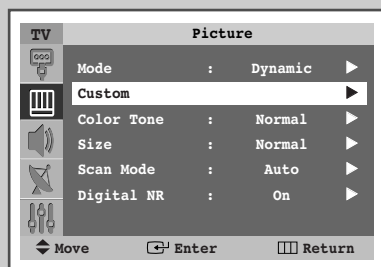 TV Picture
Mode : Dynamic
Custom
Color Tone : Normal
Size : Normal
Scan Mode : Auto
Digital NR : On
Move Enter Return